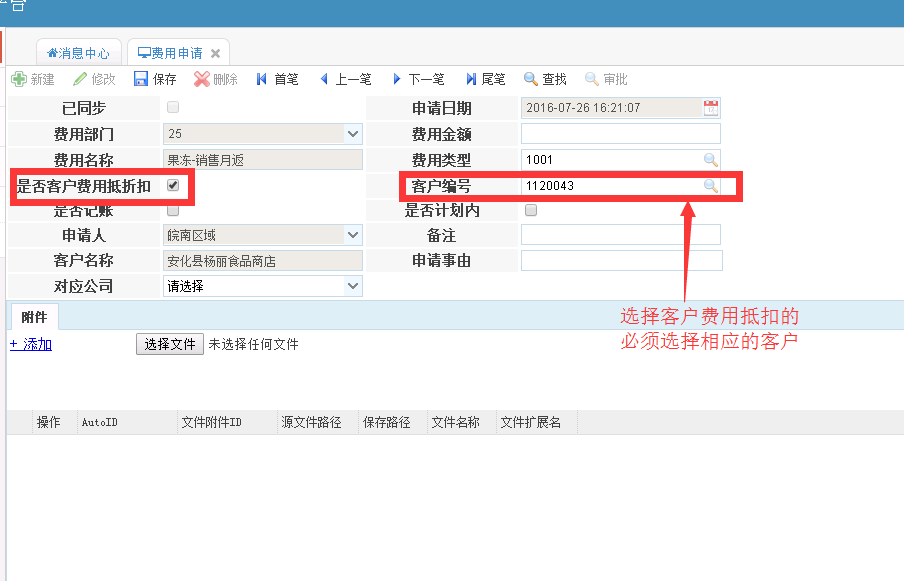 消息中心 费用申请
新建 修改 保存 删除 首笔 上一笔 下一笔 尾笔 查找 审批
已同步 申请日期 2016-07-26 16:21:07
费用部门 25 费用金额
费用名称 果冻-销售月返 费用类型 1001
是否客户费用抵折扣 客户编号 1120043
是否记账 是否计划内
申请人 皖南区域 备注
客户名称 安化县杨丽食品商店 申请事由
对应公司 请选择
附件
选择客户费用抵扣的
必须选择相应的客户
+ 添加 选择文件 未选择任何文件
操作 AutoID 文件附件ID 源文件路径 保存路径 文件名称 文件扩展名